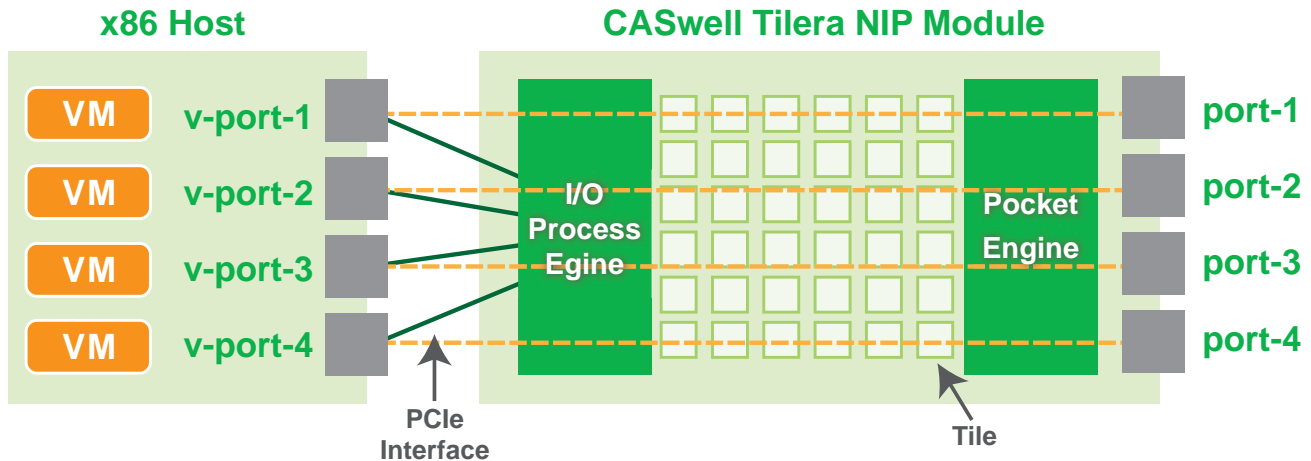 x86 Host
CASwell Tilera NIP Module
VM
v-port-1
port-1
VM
v-port-2
port-2
VM
v-port-3
port-3
VM
v-port-4
port-4
I/O
Process
Egine
Pocket
Engine
PCIe
Interface
Tile